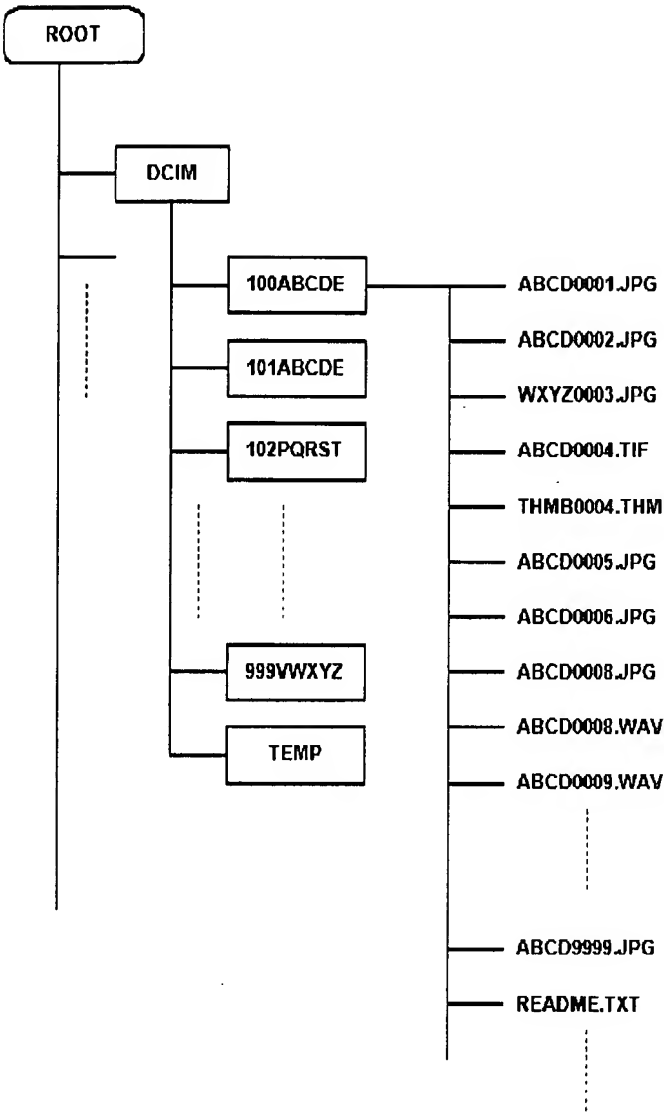 ROOT
DCIM
100ABCDE
101ABCDE
102PQRST
999VWXYZ
TEMP
ABCD0001.JPG
ABCD0002.JPG
WXYZ0003.JPG
ABCD0004.TIF
THMB0004.THM
ABCD0005.JPG
ABCD0006.JPG
ABCD0008.JPG
ABCD0008.WAV
ABCD0009.WAV
ABCD9999.JPG
README.TXT